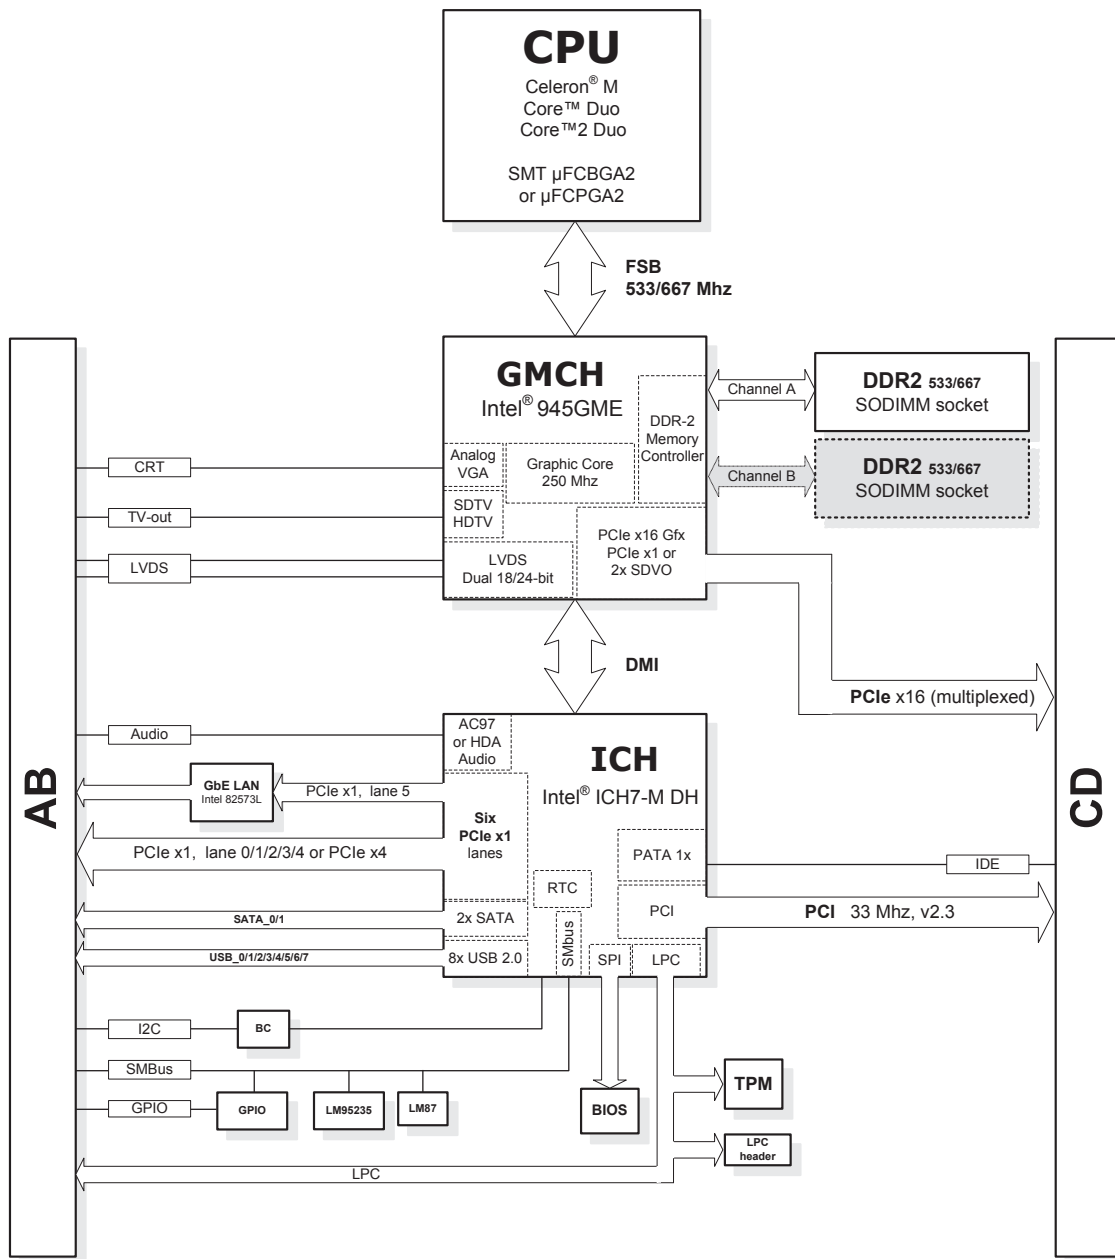 CPU
Celeron® M
Core™ Duo
Core™2 Duo
SMT µFCBGA2
or µFCPGA2
FSB
533/667 Mhz
AB
CD
GMCH
Intel® 945GME
DDR-2
Memory
Controller
Analog
VGA
Graphic Core
250 Mhz
SDTV
HDTV
LVDS
Dual 18/24-bit
PCIe x16 Gfx
PCIe x1 or
2x SDVO
Channel A
DDR2 533/667
SODIMM socket
Channel B
DDR2 533/667
SODIMM socket
CRT
TV-out
LVDS
DMI
PCIe x16 (multiplexed)
Audio
AC97
or HDA
Audio
ICH
Intel® ICH7-M DH
GbE LAN
Intel 82573L
PCIe x1, lane 5
Six
PCIe x1
lanes
PCIe x1, lane 0/1/2/3/4 or PCIe x4
PATA 1x
IDE
RTC
PCI
PCI 33 Mhz, v2.3
SATA_0/1
2x SATA
USB_0/1/2/3/4/5/6/7
8x USB 2.0
SMbus
SPI
LPC
I2C
BC
SMBus
GPIO
GPIO
LM95235
LM87
BIOS
TPM
LPC
header
LPC